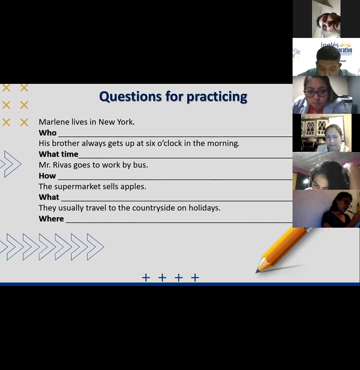 Inglés
Questions for practicing
Marlene lives in New York.
Who
His brother always gets up at six o'clock in the morning.
What time
Mr. Rivas goes to work by bus.
How
The supermarket sells apples.
What
They usually travel to the countryside on holidays.
Where